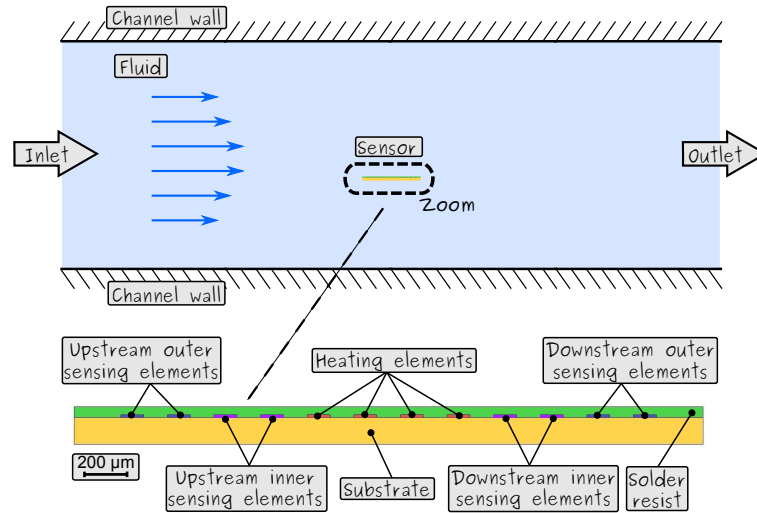 Channel wall
Fluid
Inlet
Sensor
Outlet
Zoom
Channel wall
Upstream outer
sensing elements
Heating elements
Downstream outer
sensing elements
200 µm
Upstream inner
sensing elements
Substrate
Downstream inner
sensing elements
Solder
resist